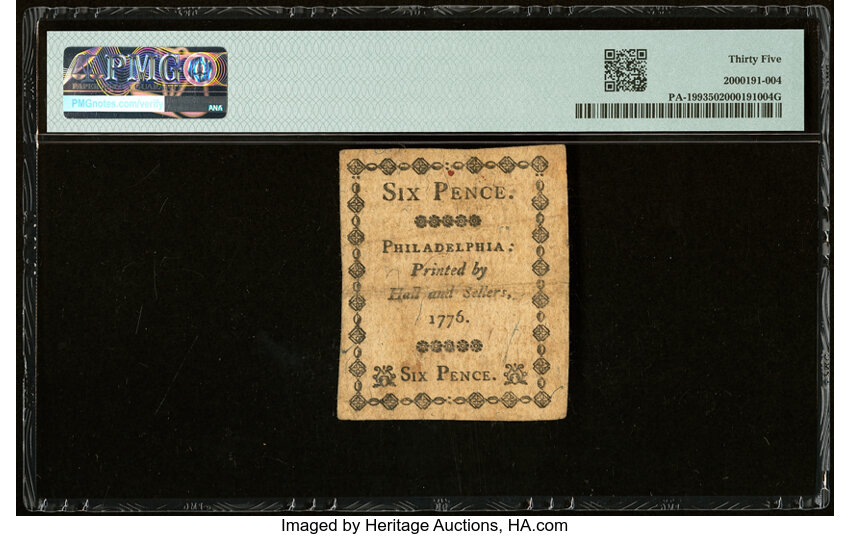 PMG
PMGnotes.com/verify
ANA
Thirty Five
2000191-004
PA-1993502000191004G
SIX PENCE.
PHILADELPHIA:
Printed by
Hall and Sellers,
1776.
SIX PENCE.
Imaged by Heritage Auctions, HA.com